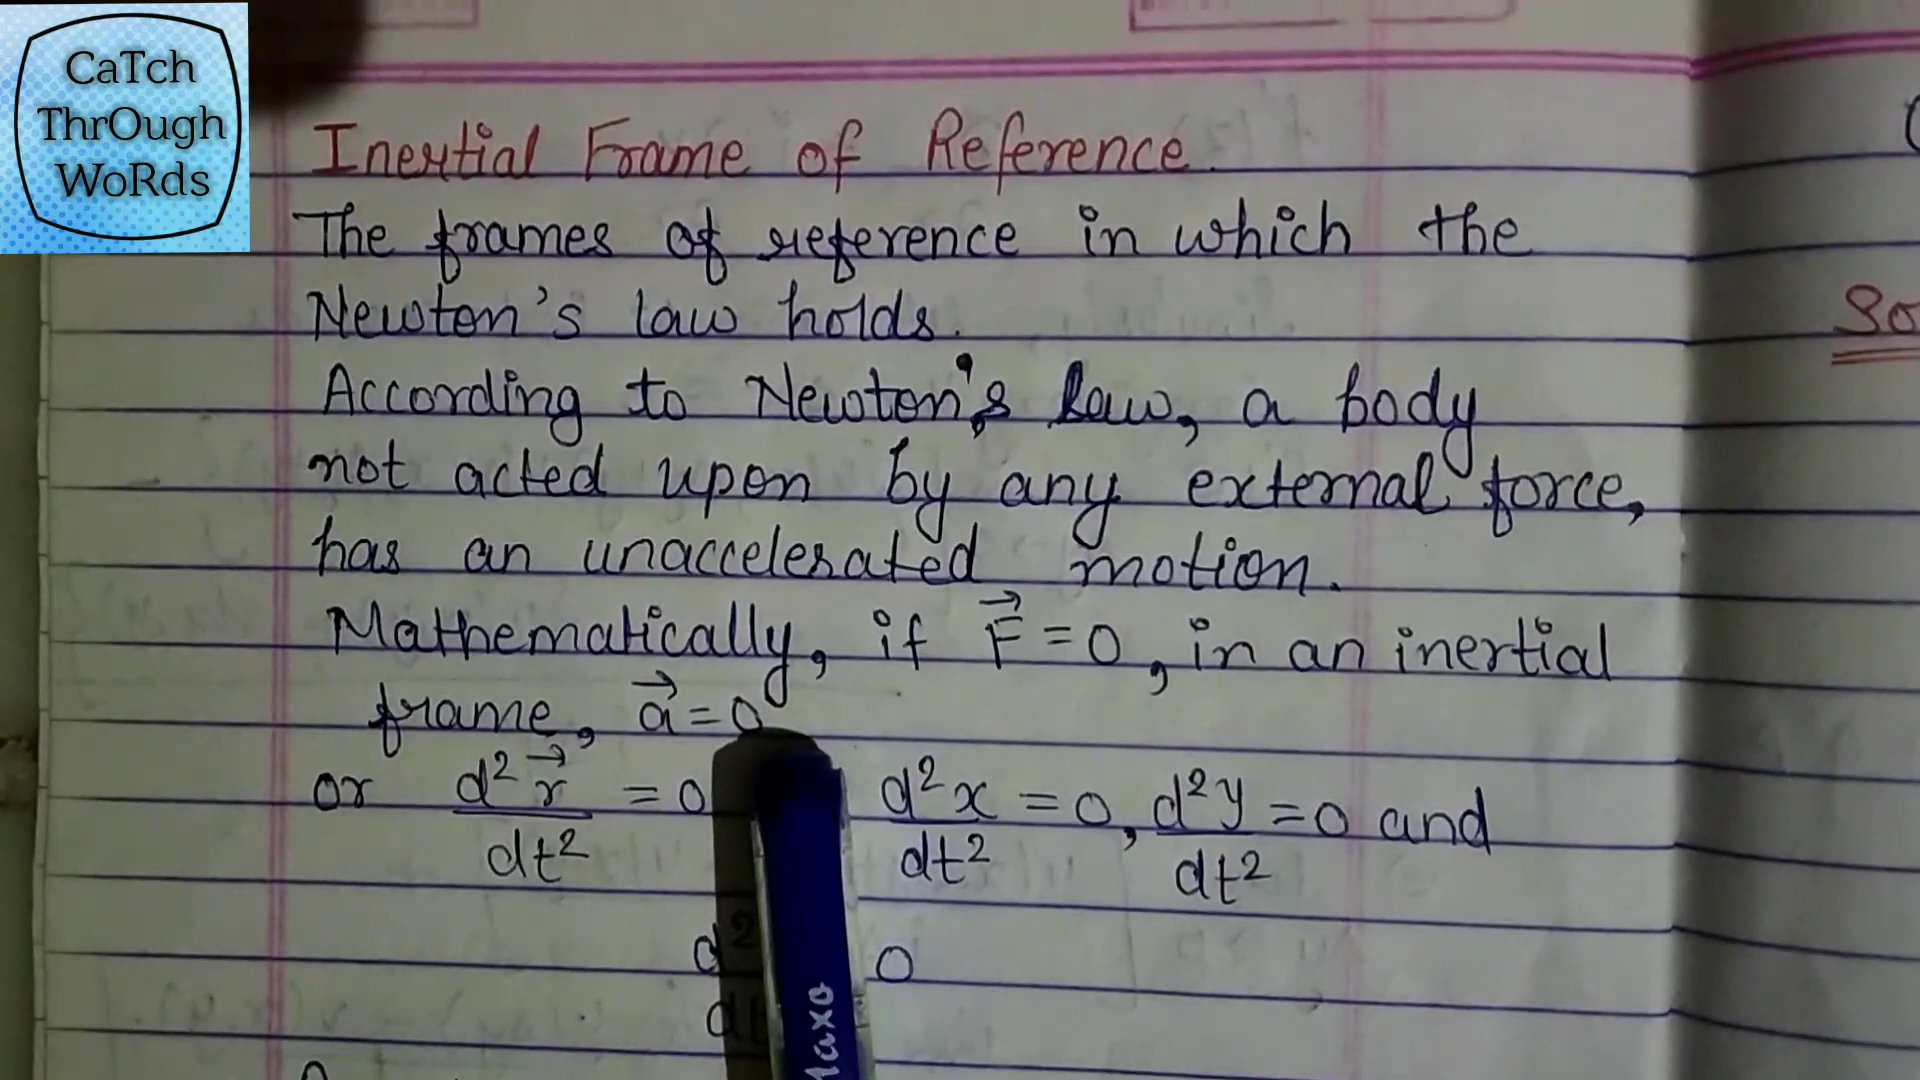 CaTch
ThrOugh
WoRds
Inertial Frame of Reference.
The frames of reference in which the
Newton's law holds.
According to Newton's Law, a body
not acted upon by any external force,
has an unaccelerated motion.
Mathematically, if F⃗ = 0, in an inertial
frame, a⃗ = 0
or d²r⃗/dt² = 0 d²x/dt² = 0, d²y/dt² = 0 and
d² 0
Maxo